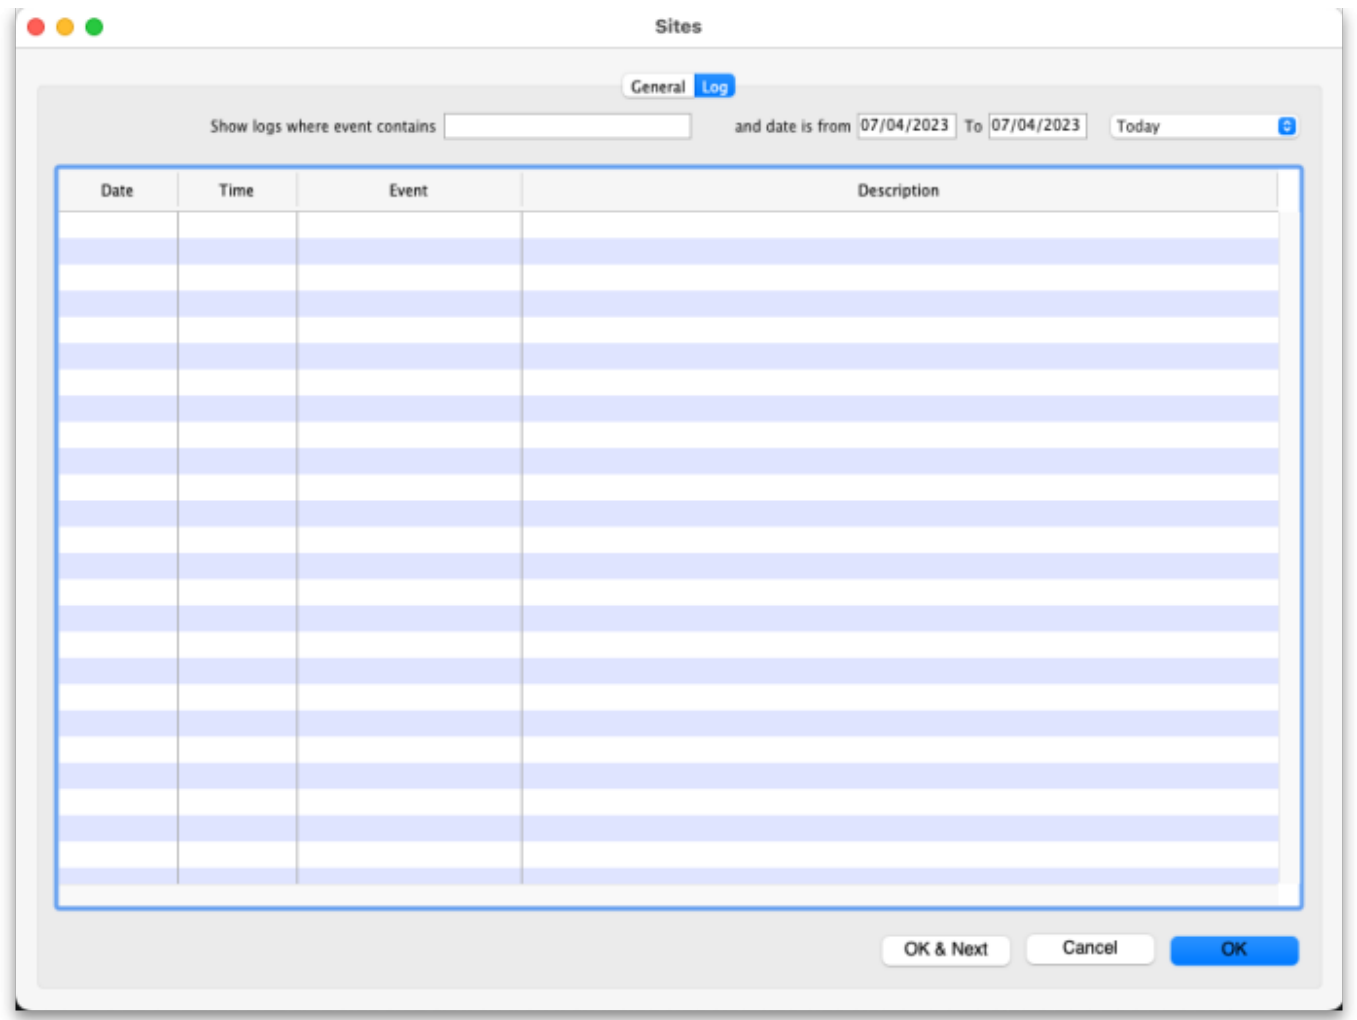 Sites
General Log
Show logs where event contains and date is from 07/04/2023 To 07/04/2023 Today
Date Time Event Description
OK & Next Cancel OK